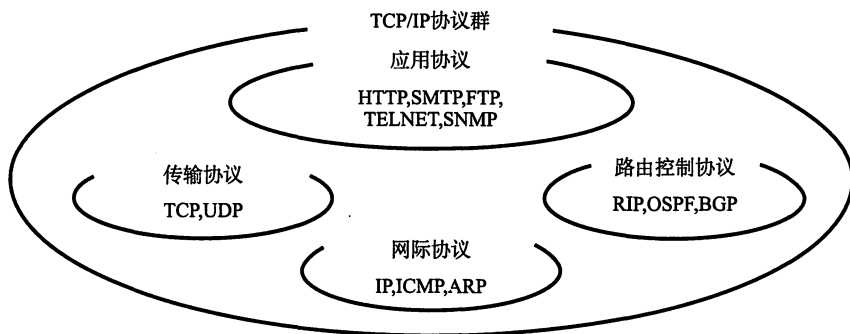 TCP/IP协议群
应用协议
HTTP,SMTP,FTP,
TELNET,SNMP
传输协议
TCP,UDP
路由控制协议
RIP,OSPF,BGP
网际协议
IP,ICMP,ARP